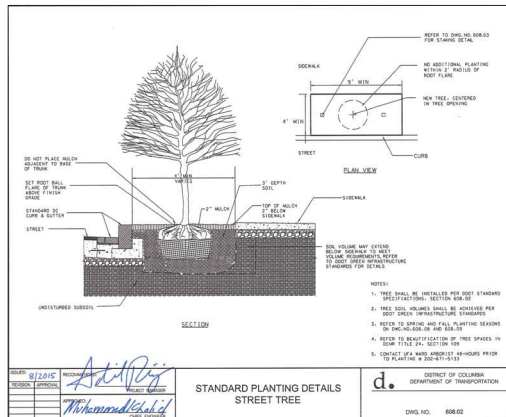 REFER TO DWG.NO.608.03
FOR STAKING DETAIL
SIDEWALK
9' MIN
NO ADDITIONAL PLANTING
WITHIN 2' RADIUS OF
ROOT FLARE
4' MIN
NEW TREE, CENTERED
IN TREE OPENING
STREET
CURB
PLAN VIEW
DO NOT PLACE MULCH
ADJACENT TO BASE
OF TRUNK
4' MIN
VARIES
SET ROOT BALL
FLARE OF TRUNK
ABOVE FINISH
GRADE
3' DEPTH
SOIL
2" MULCH
TOP OF MULCH
2" BELOW
SIDEWALK
SIDEWALK
STANDARD DC
CURB & GUTTER
STREET
SOIL VOLUME MAY EXTEND
BELOW SIDEWALK TO MEET
VOLUME REQUIREMENTS, REFER
TO DDOT GREEN INFRASTRUCTURE
STANDARDS FOR DETAILS
UNDISTURBED SUBSOIL
SECTION
NOTES:
1. TREE SHALL BE INSTALLED PER DDOT STANDARD
SPECIFICATIONS, SECTION 608.02
2. TREE SOIL VOLUMES SHALL BE ACHIEVED PER
DDOT GREEN INFRASTRUCTURE STANDARDS
3. REFER TO SPRING AND FALL PLANTING SEASONS
ON DWG.NO.608.08 AND 608.09
4. REFER TO BEAUTIFICATION OF TREE SPACES IN
DCMR TITLE 24, SECTION 109
5. CONTACT UFA WARD ARBORIST 48-HOURS PRIOR
TO PLANTING @ 202-671-5133
ISSUED: 8/2015
REVISION APPROVAL
RECOMMENDED:
PROJECT MANAGER
APPROVED:
Muhammed Khalid
CHIEF ENGINEER
STANDARD PLANTING DETAILS
STREET TREE
d.
DISTRICT OF COLUMBIA
DEPARTMENT OF TRANSPORTATION
DWG. NO. 608.02